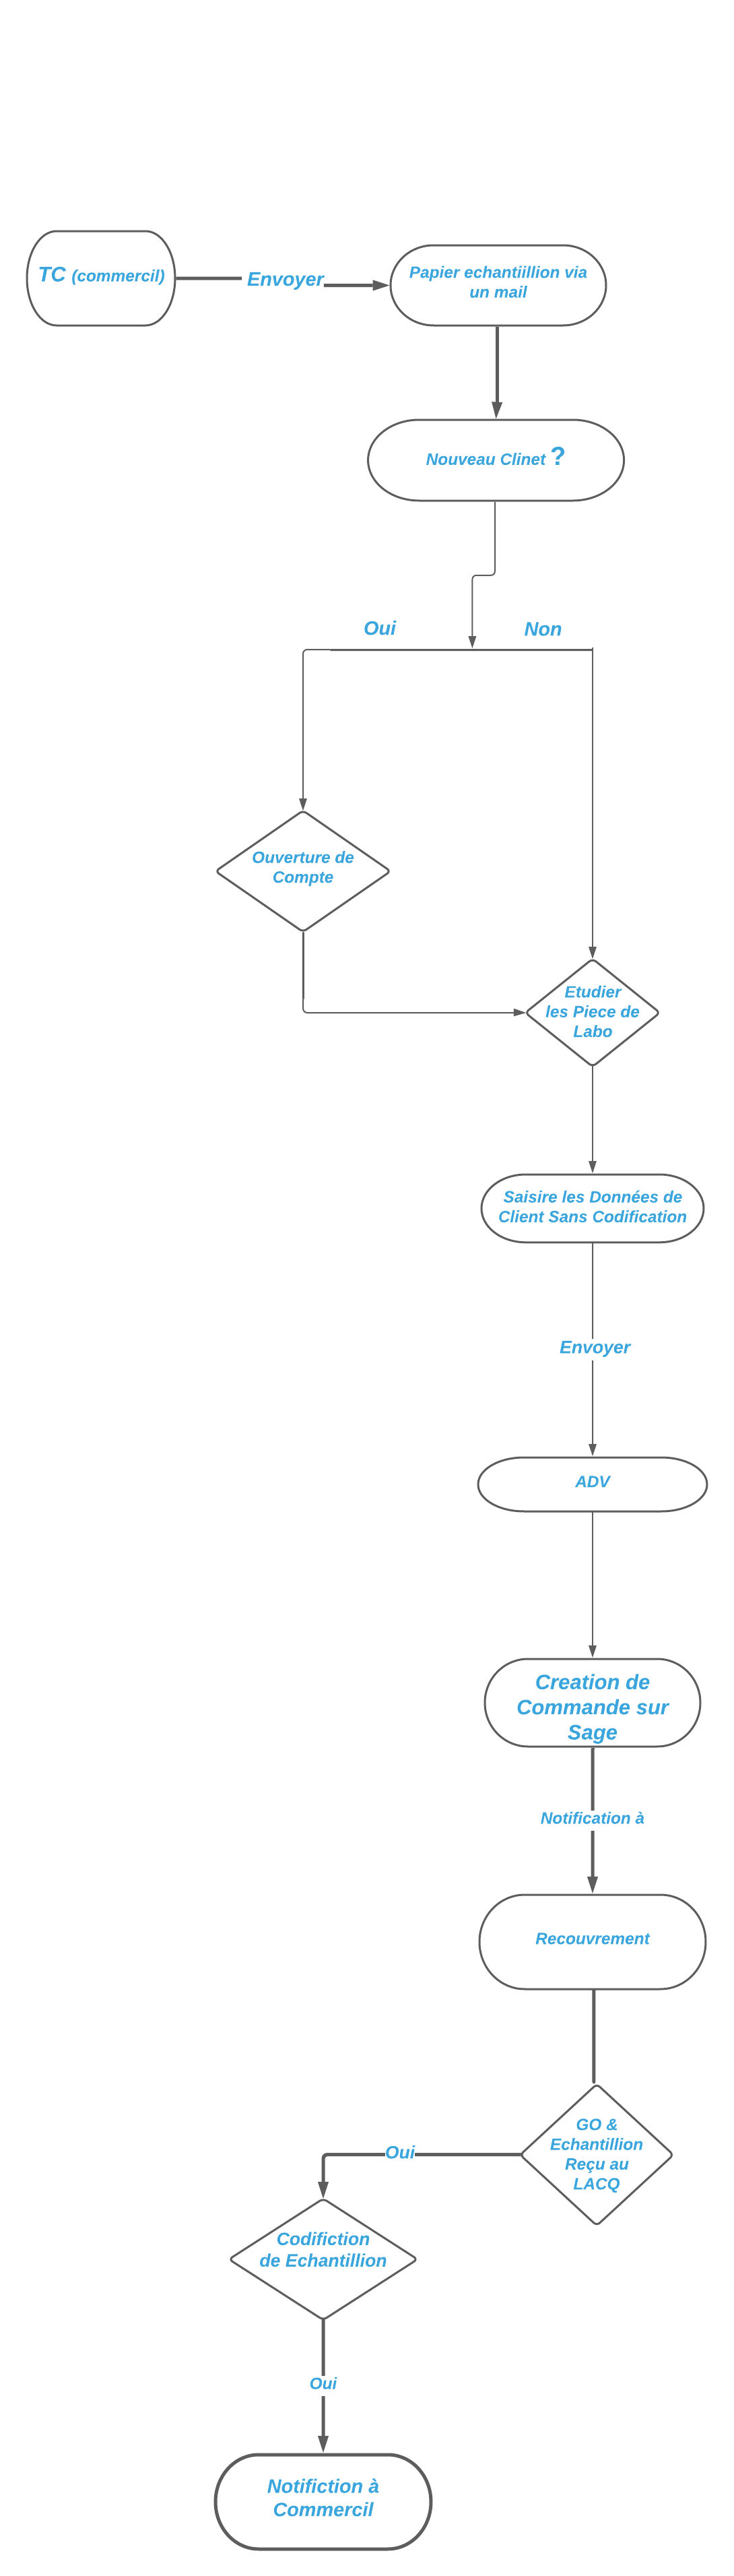 TC (commercil)
Envoyer
Papier echantiillion via
un mail
Nouveau Clinet ?
Oui
Non
Ouverture de
Compte
Etudier
les Piece de
Labo
Saisire les Données de
Client Sans Codification
Envoyer
ADV
Creation de
Commande sur
Sage
Notification à
Recouvrement
GO &
Echantillion
Reçu au
LACQ
Oui
Codifiction
de Echantillion
Oui
Notifiction à
Commercil